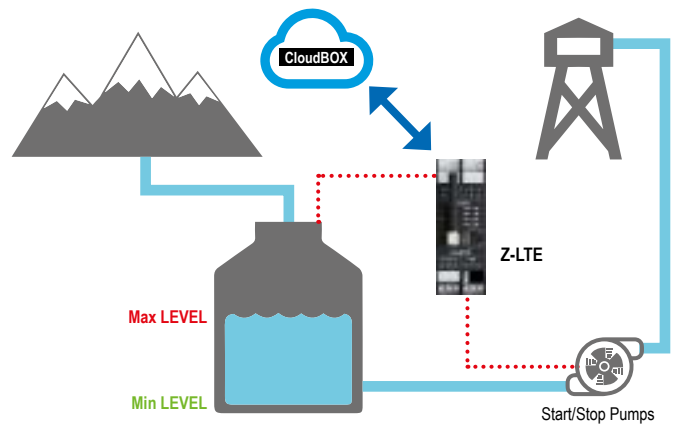 CloudBOX
Z-LTE
Max LEVEL
Min LEVEL
Start/Stop Pumps